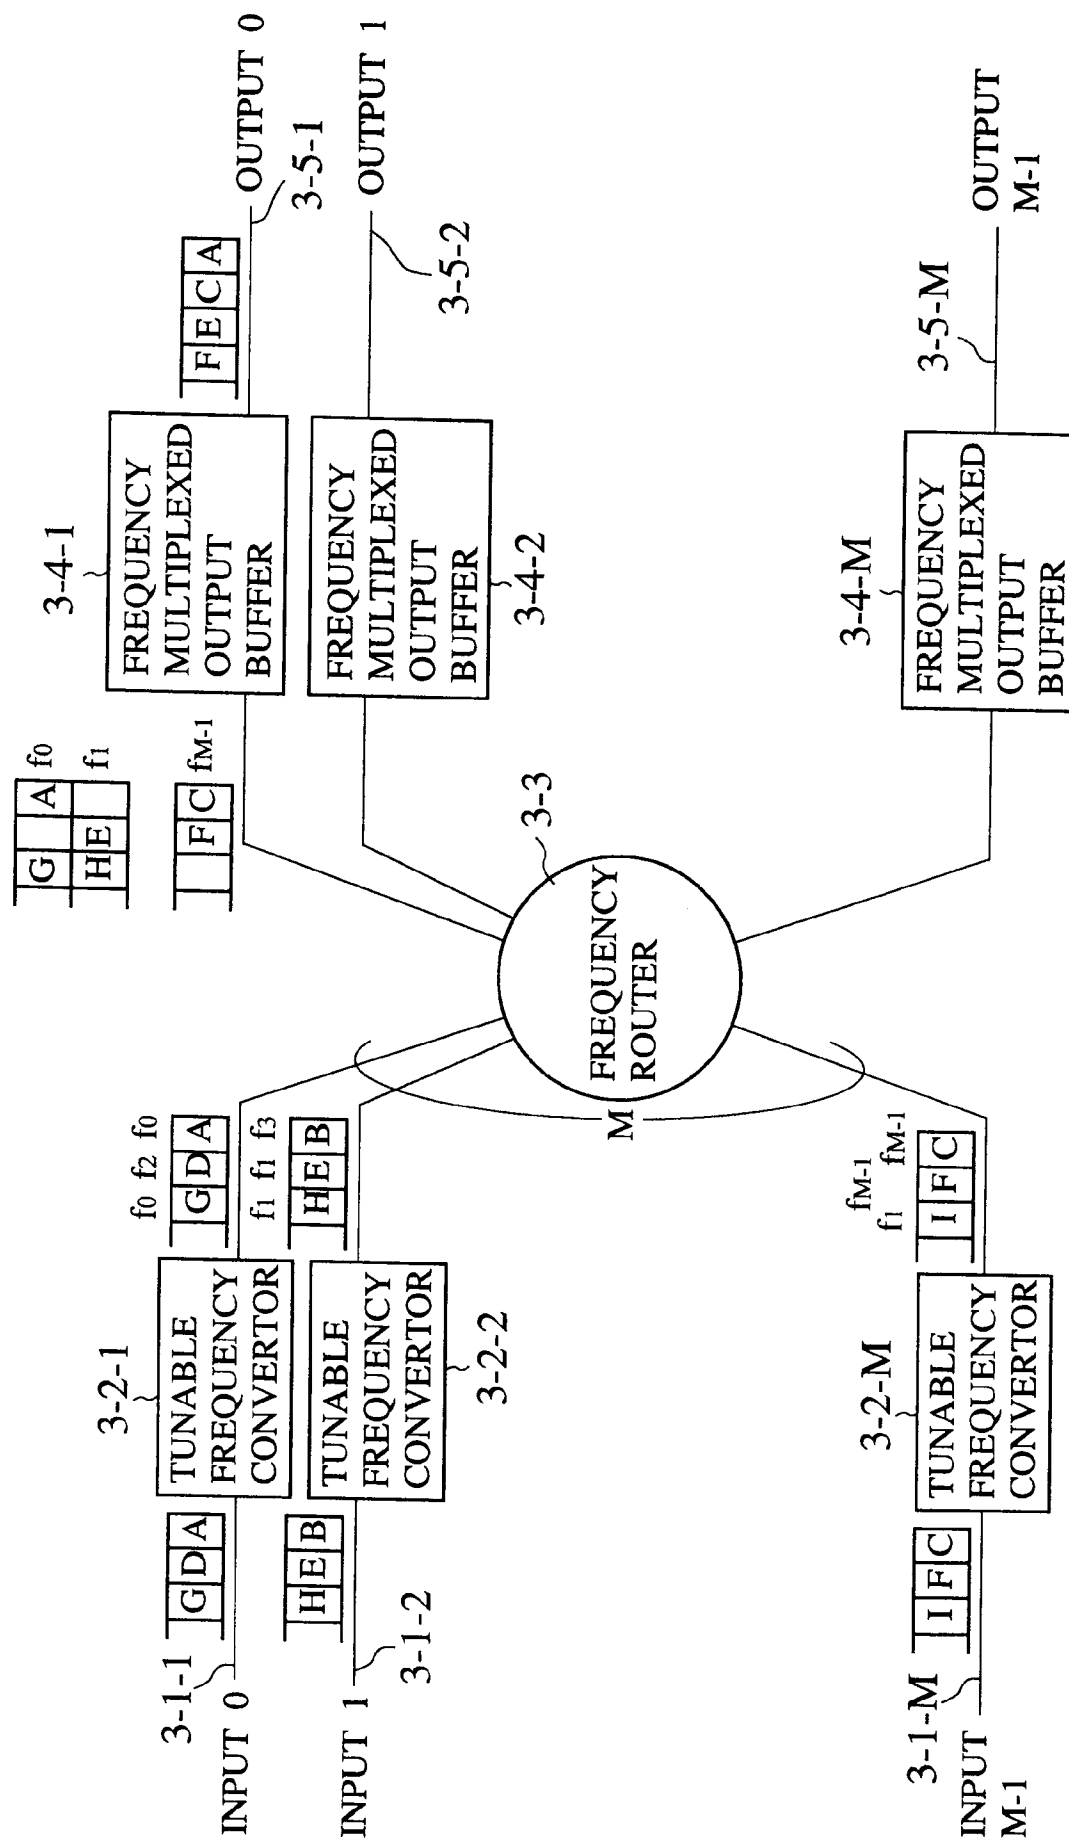 INPUT 0
3-1-1
G D A
3-2-1
TUNABLE
FREQUENCY
CONVERTOR
f0 f2 f0
G D A
INPUT 1
3-1-2
H E B
TUNABLE
FREQUENCY
CONVERTOR
3-2-2
f1 f1 f3
H E B
INPUT
M-1
3-1-M
I F C
3-2-M
TUNABLE
FREQUENCY
CONVERTOR
f1 fM-1 fM-1
I F C
M
FREQUENCY
ROUTER
3-3
G A f0
H E f1
F C fM-1
3-4-1
FREQUENCY
MULTIPLEXED
OUTPUT
BUFFER
F E C A
OUTPUT 0
3-5-1
FREQUENCY
MULTIPLEXED
OUTPUT
BUFFER
3-4-2
OUTPUT 1
3-5-2
3-4-M
FREQUENCY
MULTIPLEXED
OUTPUT
BUFFER
3-5-M
OUTPUT
M-1